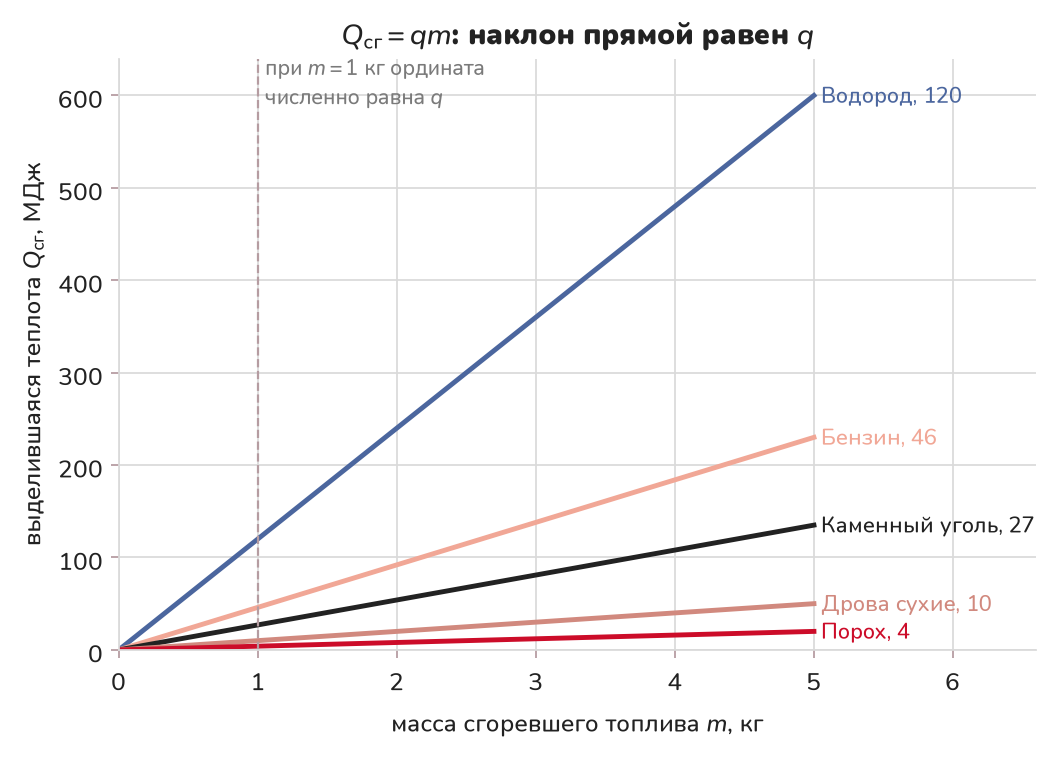 Qсг = qm: наклон прямой равен q
при m = 1 кг ордината
численно равна q
выделившаяся теплота Qсг, МДж
600
500
400
300
200
100
0
Водород, 120
Бензин, 46
Каменный уголь, 27
Дрова сухие, 10
Порох, 4
0 1 2 3 4 5 6
масса сгоревшего топлива m, кг